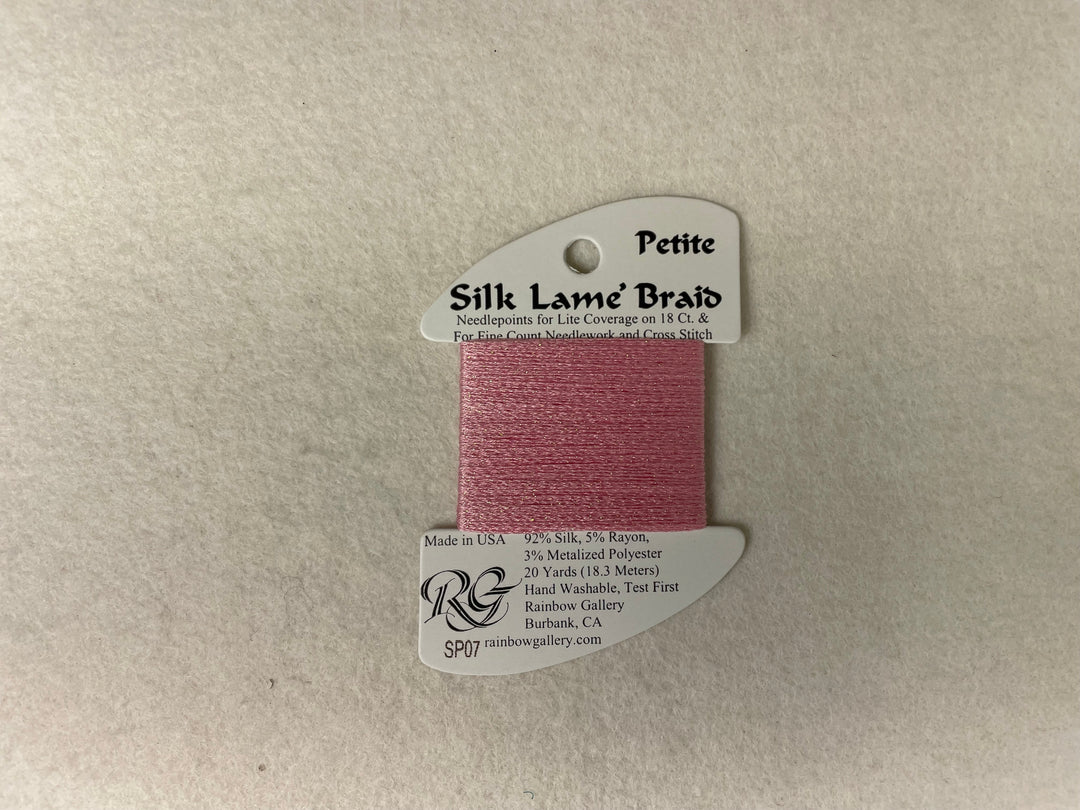 Petite
Silk Lame' Braid
Needlepoints for Lite Coverage on 18 Ct. &
For Fine Count Needlework and Cross Stitch
Made in USA
92% Silk, 5% Rayon,
3% Metalized Polyester
20 Yards (18.3 Meters)
Hand Washable, Test First
Rainbow Gallery
Burbank, CA
rainbowgallery.com
RG
SP07